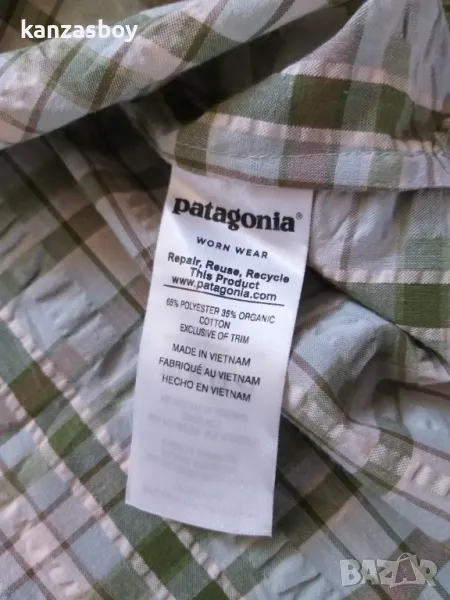 kanzasboy
patagonia®
WORN WEAR
Repair, Reuse, Recycle
This Product
www.patagonia.com
65% POLYESTER 35% ORGANIC
COTTON
EXCLUSIVE OF TRIM
MADE IN VIETNAM
FABRIQUÉ AU VIETNAM
HECHO EN VIETNAM
BAZAR